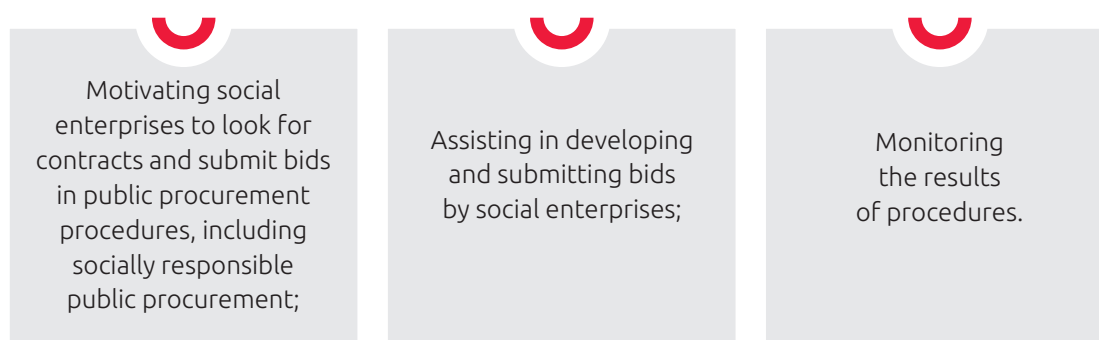 Motivating social
enterprises to look for
contracts and submit bids
in public procurement
procedures, including
socially responsible
public procurement;
Assisting in developing
and submitting bids
by social enterprises;
Monitoring
the results
of procedures.